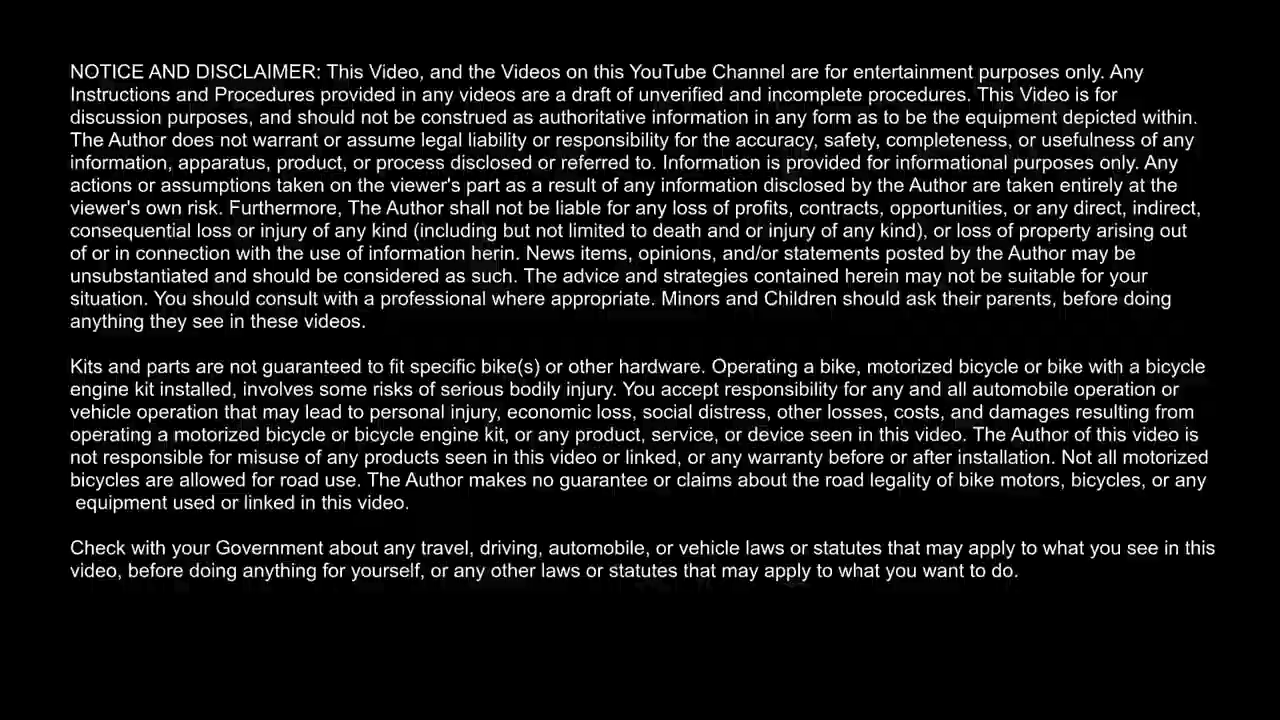 NOTICE AND DISCLAIMER: This Video, and the Videos on this YouTube Channel are for entertainment purposes only. Any
Instructions and Procedures provided in any videos are a draft of unverified and incomplete procedures. This Video is for
discussion purposes, and should not be construed as authoritative information in any form as to be the equipment depicted within.
The Author does not warrant or assume legal liability or responsibility for the accuracy, safety, completeness, or usefulness of any
information, apparatus, product, or process disclosed or referred to. Information is provided for informational purposes only. Any
actions or assumptions taken on the viewer's part as a result of any information disclosed by the Author are taken entirely at the
viewer's own risk. Furthermore, The Author shall not be liable for any loss of profits, contracts, opportunities, or any direct, indirect,
consequential loss or injury of any kind (including but not limited to death and or injury of any kind), or loss of property arising out
of or in connection with the use of information herin. News items, opinions, and/or statements posted by the Author may be
unsubstantiated and should be considered as such. The advice and strategies contained herein may not be suitable for your
situation. You should consult with a professional where appropriate. Minors and Children should ask their parents, before doing
anything they see in these videos.
Kits and parts are not guaranteed to fit specific bike(s) or other hardware. Operating a bike, motorized bicycle or bike with a bicycle
engine kit installed, involves some risks of serious bodily injury. You accept responsibility for any and all automobile operation or
vehicle operation that may lead to personal injury, economic loss, social distress, other losses, costs, and damages resulting from
operating a motorized bicycle or bicycle engine kit, or any product, service, or device seen in this video. The Author of this video is
not responsible for misuse of any products seen in this video or linked, or any warranty before or after installation. Not all motorized
bicycles are allowed for road use. The Author makes no guarantee or claims about the road legality of bike motors, bicycles, or any
equipment used or linked in this video.
Check with your Government about any travel, driving, automobile, or vehicle laws or statutes that may apply to what you see in this
video, before doing anything for yourself, or any other laws or statutes that may apply to what you want to do.